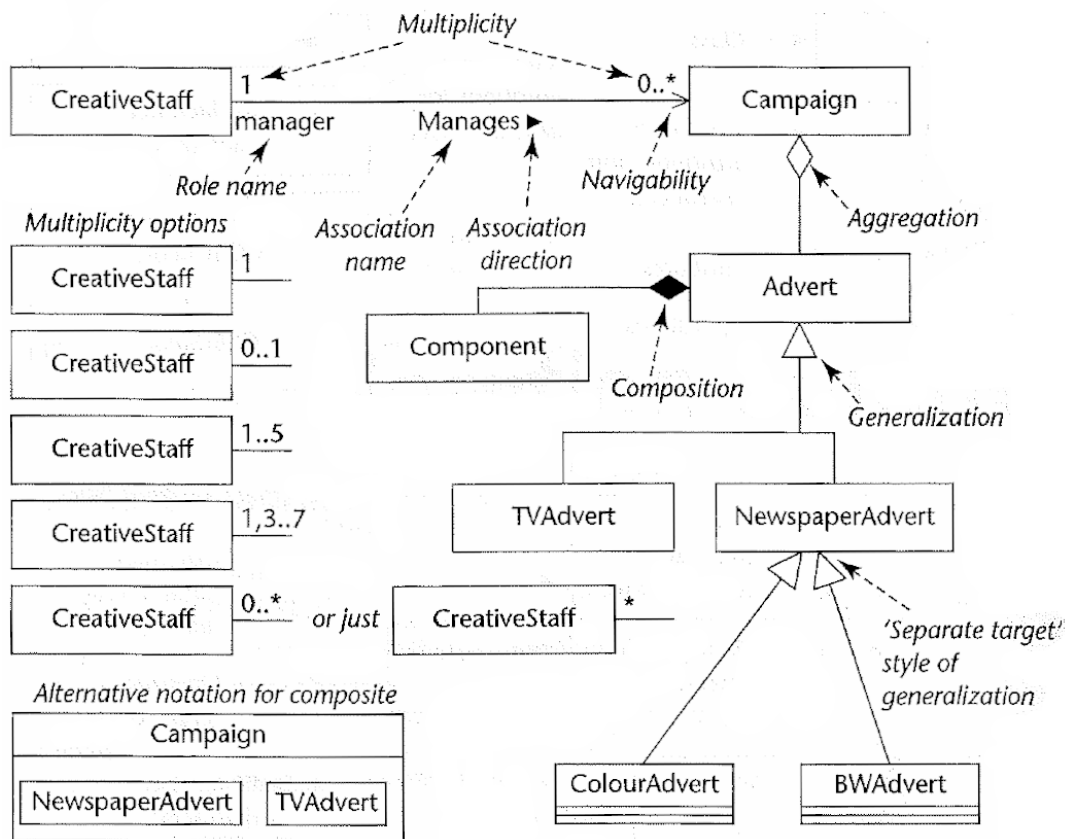 Multiplicity
CreativeStaff
1
0..*
Campaign
manager
Manages ►
Role name
Association
name
Association
direction
Navigability
Aggregation
Multiplicity options
CreativeStaff
1
Advert
CreativeStaff
0..1
Component
Composition
Generalization
CreativeStaff
1..5
CreativeStaff
1,3..7
TVAdvert
NewspaperAdvert
CreativeStaff
0..*
or just
CreativeStaff
*
'Separate target'
style of
generalization
Alternative notation for composite
Campaign
NewspaperAdvert
TVAdvert
ColourAdvert
BWAdvert